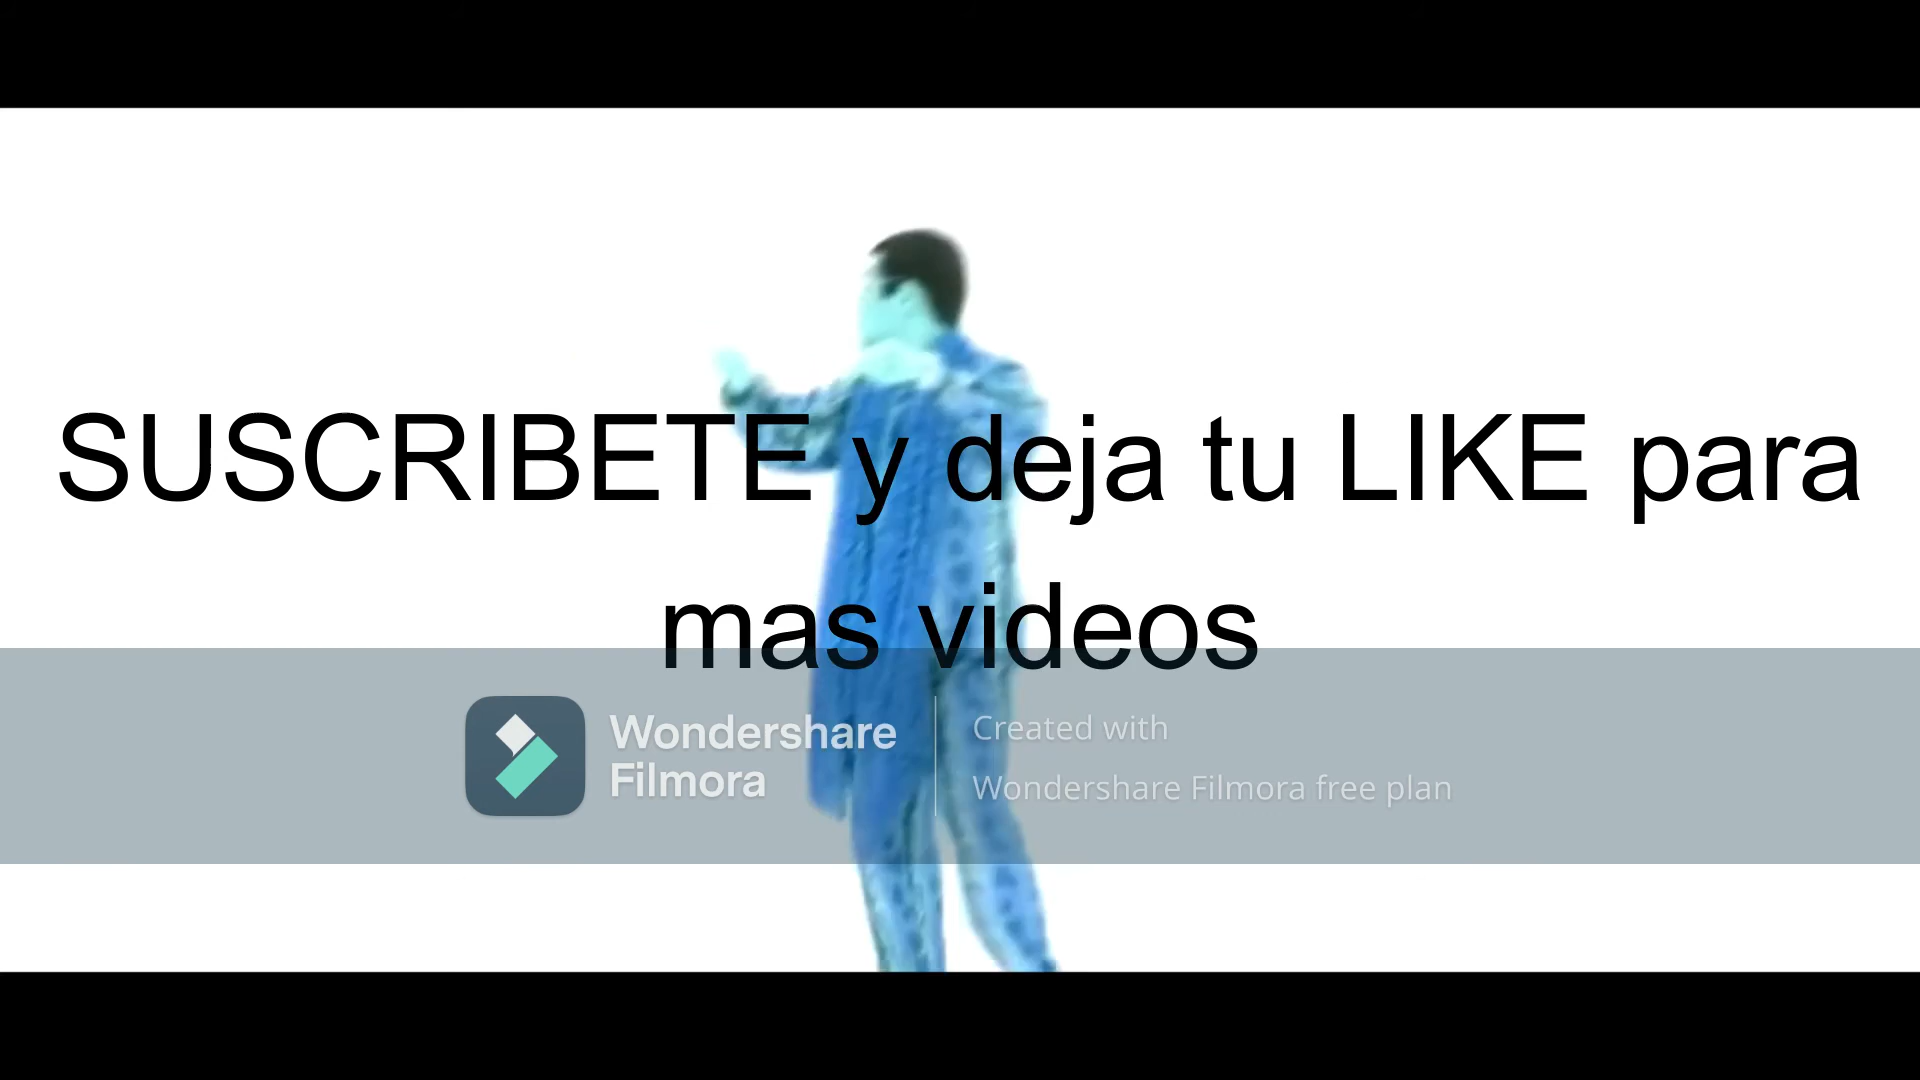 SUSCRIBETE y deja tu LIKE para
mas videos
Wondershare
Filmora
Created with
Wondershare Filmora free plan